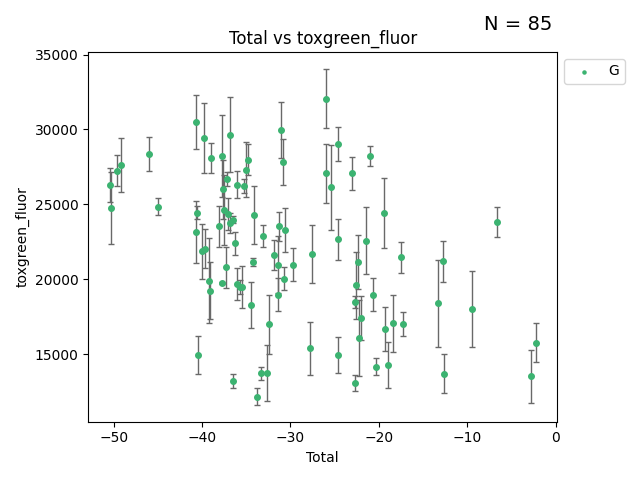 N = 85
Total vs toxgreen_fluor
G
toxgreen_fluor
35000
30000
25000
20000
15000
−50 −40 −30 −20 −10 0
Total